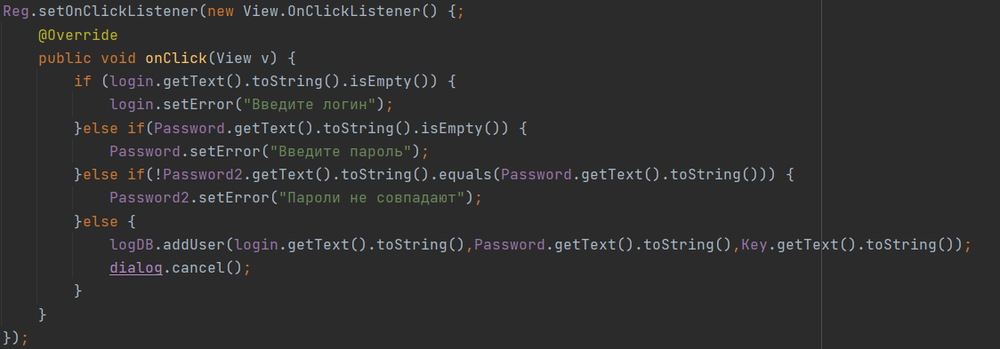 Reg.setOnClickListener(new View.OnClickListener() {;
    @Override
    public void onClick(View v) {
        if (login.getText().toString().isEmpty()) {
            login.setError("Введите логин");
        }else if(Password.getText().toString().isEmpty()) {
            Password.setError("Введите пароль");
        }else if(!Password2.getText().toString().equals(Password.getText().toString())) {
            Password2.setError("Пароли не совпадают");
        }else {
            logDB.addUser(login.getText().toString(),Password.getText().toString(),Key.getText().toString());
            dialog.cancel();
        }
    }
});